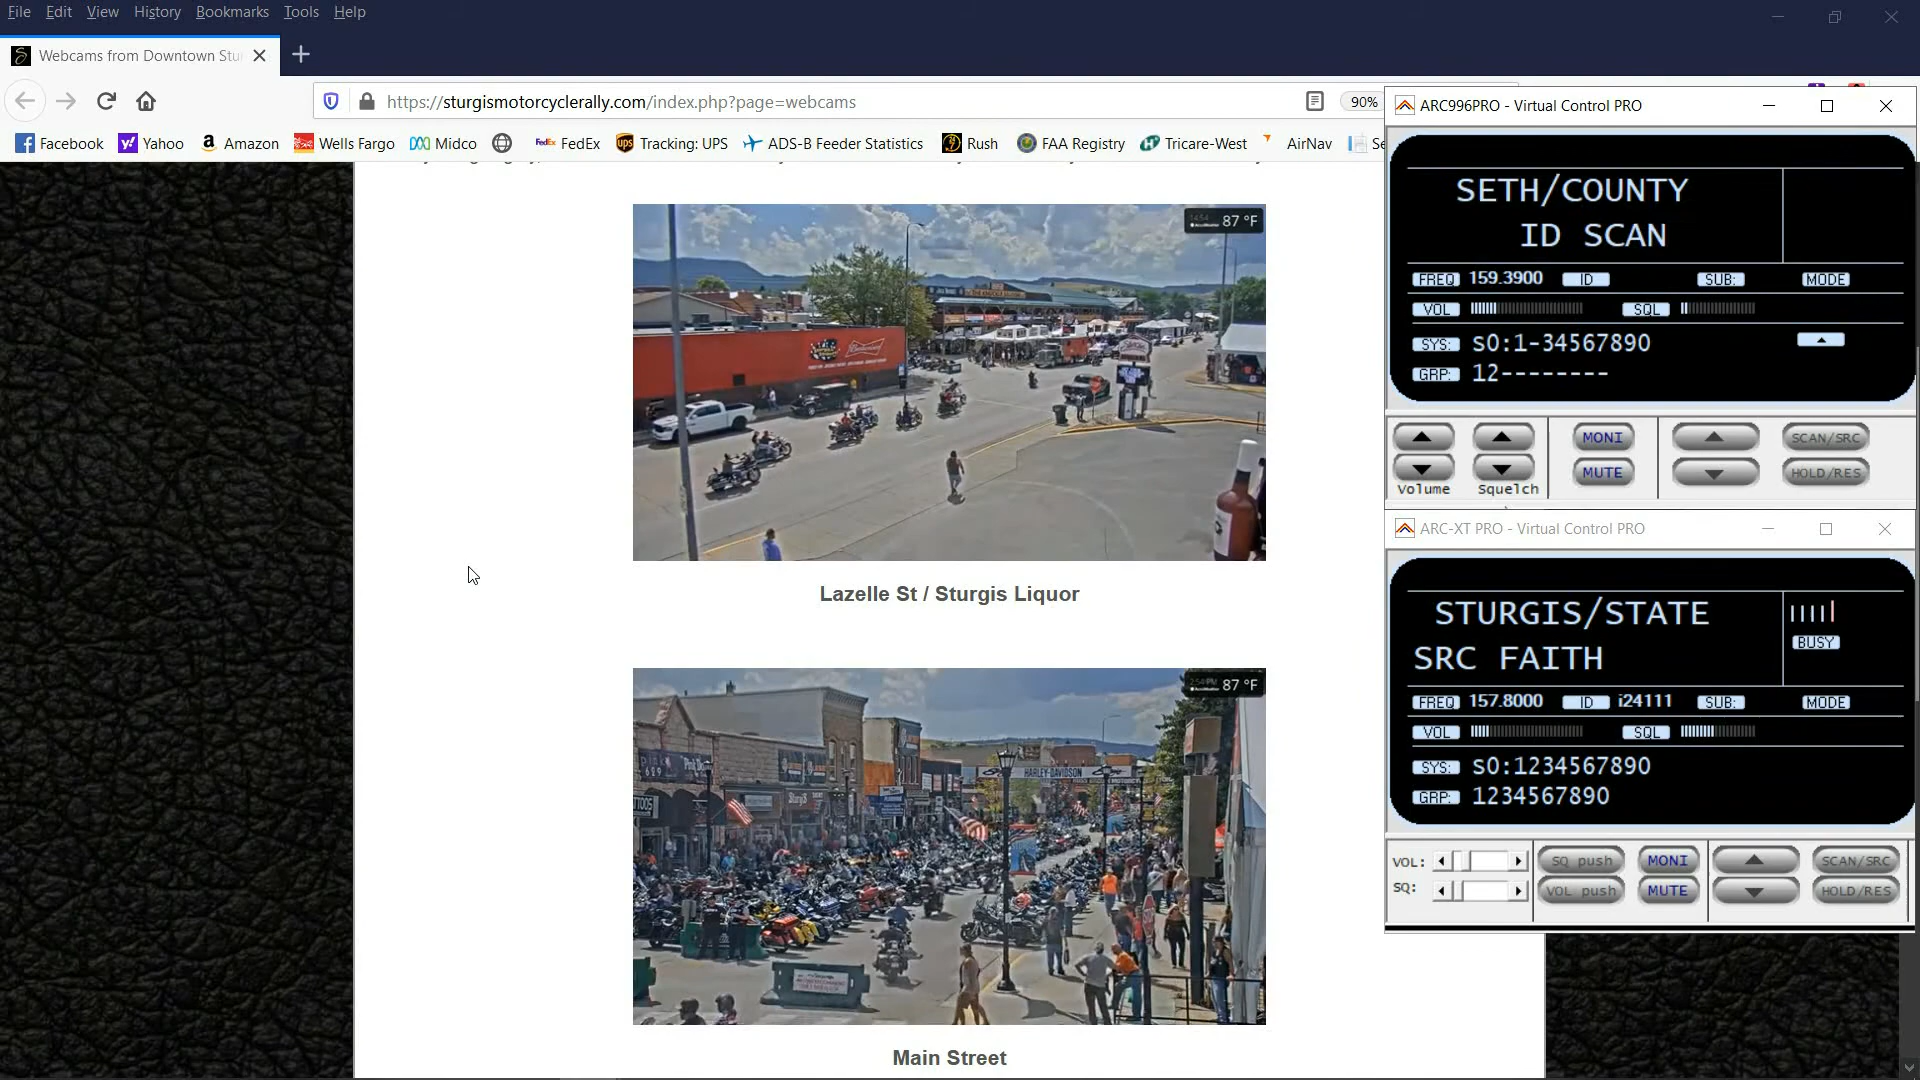 File Edit View History Bookmarks Tools Help
Webcams from Downtown Stu
https://sturgismotorcyclerally.com/index.php?page=webcams
90%
Facebook Yahoo Amazon Wells Fargo Midco FedEx Tracking: UPS ADS-B Feeder Statistics Rush FAA Registry Tricare-West AirNav Se
87 °F
Budweiser
Lazelle St / Sturgis Liquor
2:54 PM
87 °F
HARLEY-DAVIDSON
Main Street
ARC996PRO - Virtual Control PRO
SETH/COUNTY
ID SCAN
FREQ 159.3900 ID SUB: MODE
VOL SQL
SYS: S0:1-34567890
GRP: 12--------
MONI SCAN/SRC
MUTE HOLD/RES
Volume Squelch
ARC-XT PRO - Virtual Control PRO
STURGIS/STATE
BUSY
SRC FAITH
FREQ 157.8000 ID i24111 SUB: MODE
VOL SQL
SYS: S0:1234567890
GRP: 1234567890
VOL: SQ push MONI SCAN/SRC
SQ: VOL push MUTE HOLD/RES